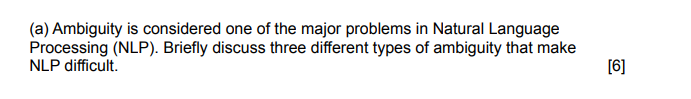 (a) Ambiguity is considered one of the major problems in Natural Language
Processing (NLP). Briefly discuss three different types of ambiguity that make
NLP difficult. [6]